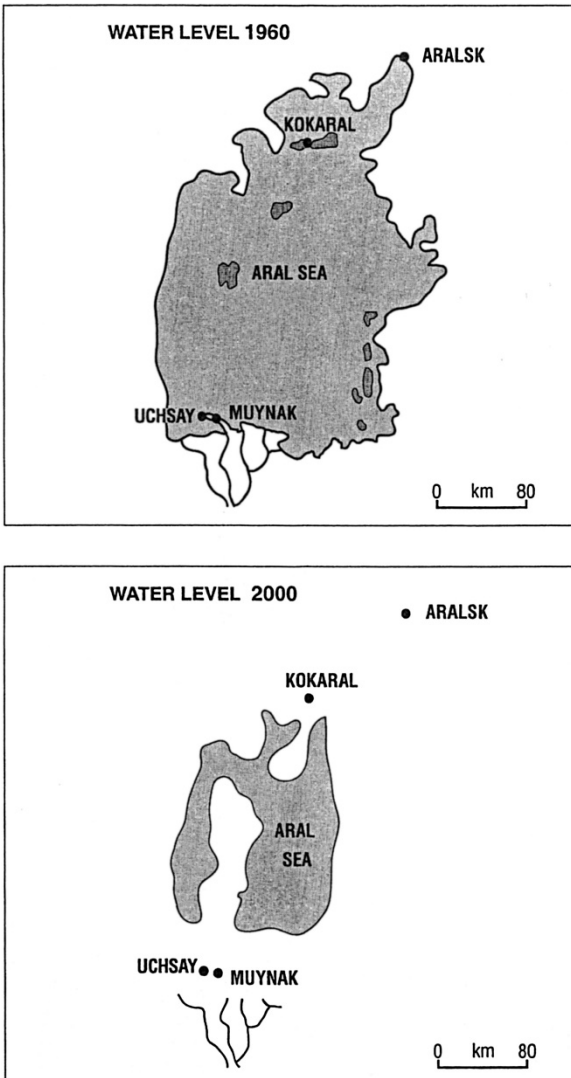 WATER LEVEL 1960
ARALSK
KOKARAL
ARAL SEA
UCHSAY
MUYNAK
0 km 80
WATER LEVEL 2000
ARALSK
KOKARAL
ARAL
SEA
UCHSAY
MUYNAK
0 km 80